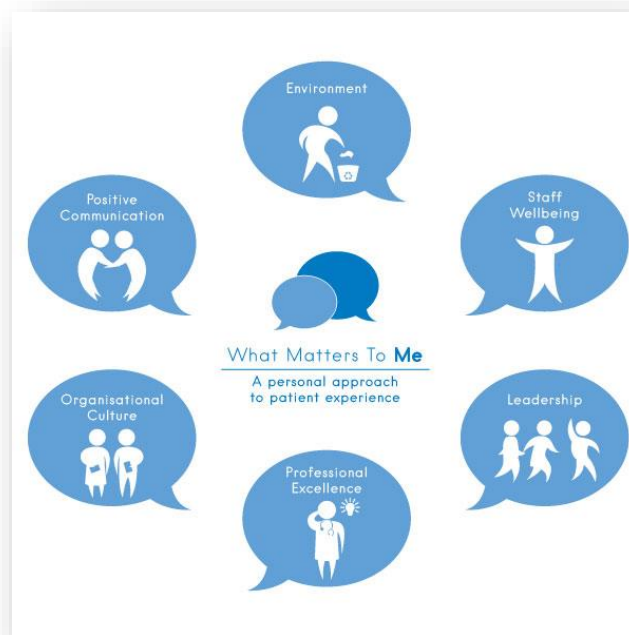 Environment
Positive
Communication
Staff
Wellbeing
What Matters To Me
A personal approach
to patient experience
Organisational
Culture
Leadership
Professional
Excellence